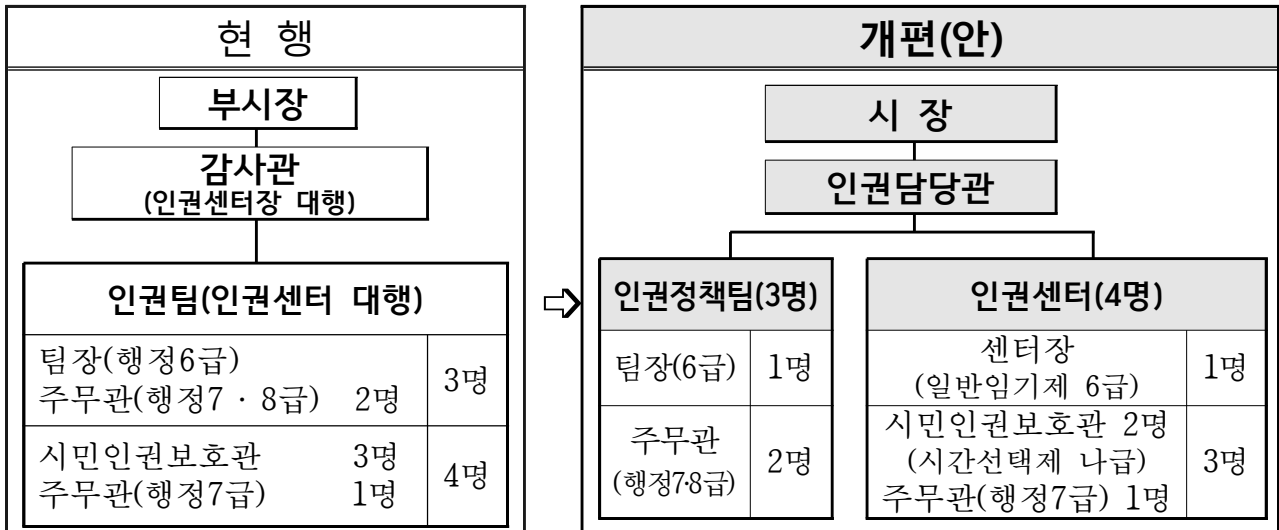 현 행
부시장
감사관
(인권센터장 대행)
인권팀(인권센터 대행)
팀장(행정6급)
주무관(행정7 · 8급) 2명
3명
시민인권보호관 3명
주무관(행정7급) 1명
4명
⇨
개편(안)
시 장
인권담당관
인권정책팀(3명)
팀장(6급) 1명
주무관
(행정7·8급)
2명
인권센터(4명)
센터장
(일반임기제 6급)
1명
시민인권보호관 2명
(시간선택제 나급)
주무관(행정7급) 1명
3명